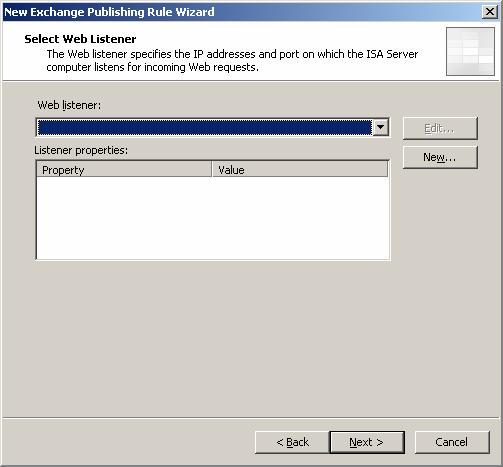 New Exchange Publishing Rule Wizard
Select Web Listener
The Web listener specifies the IP addresses and port on which the ISA Server
computer listens for incoming Web requests.
Web listener:
Edit...
Listener properties:
New...
Property Value
< Back Next > Cancel